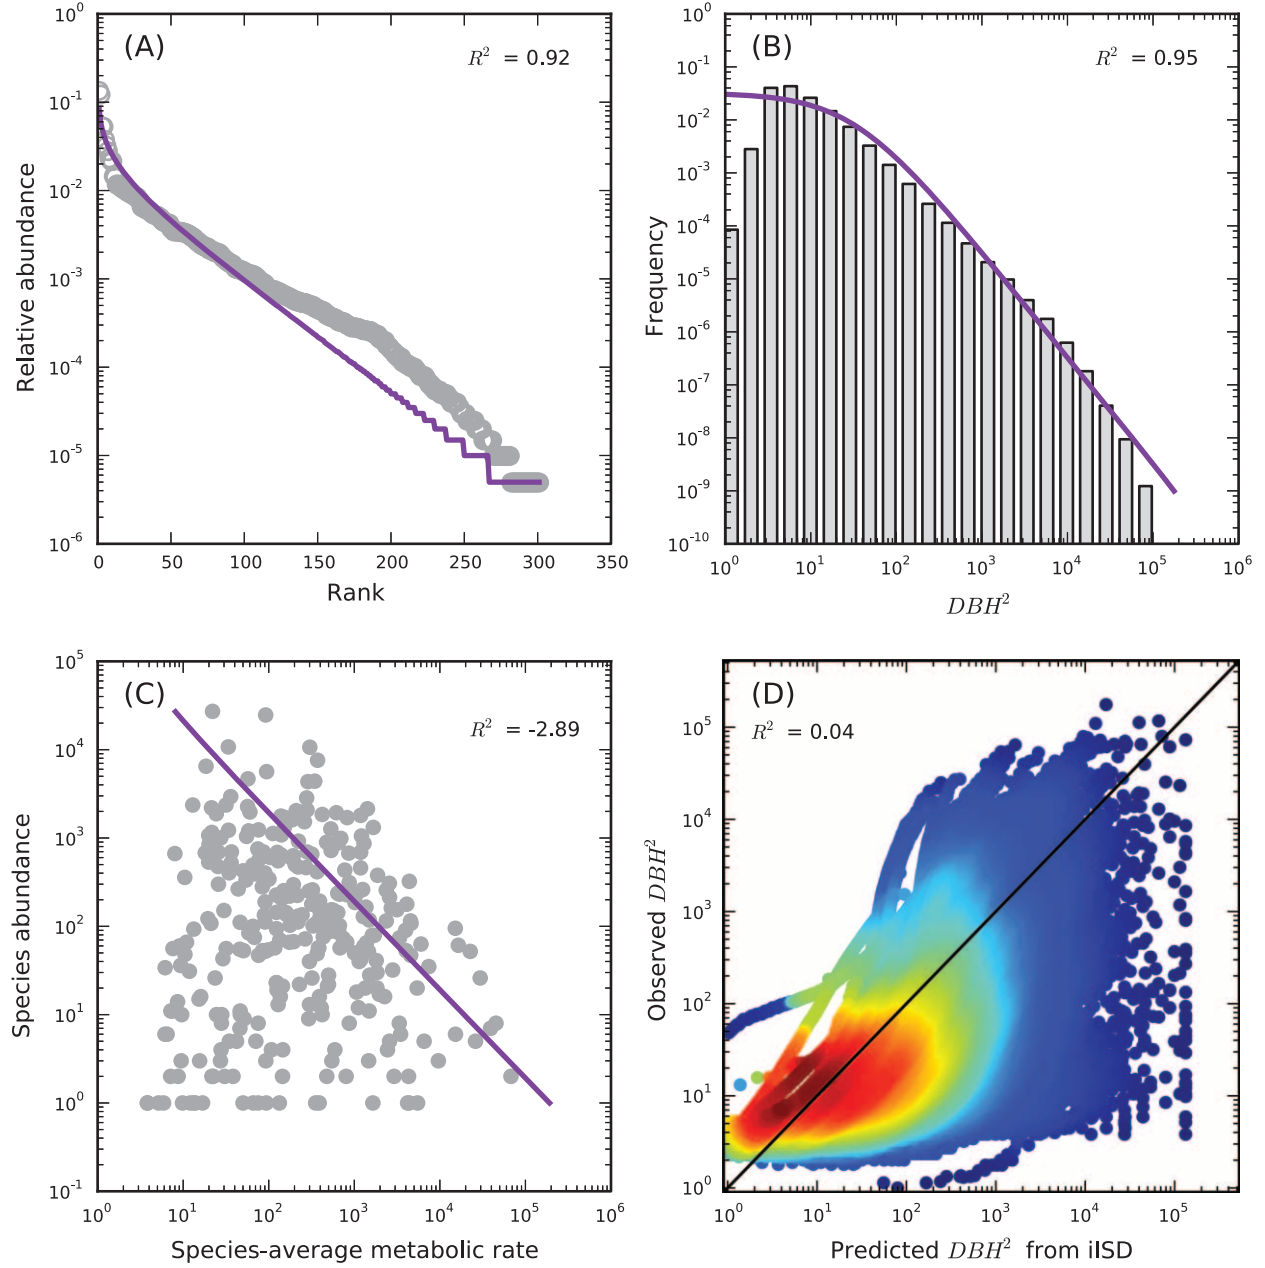 (A)
R² = 0.92
10⁰
10⁻¹
10⁻²
10⁻³
10⁻⁴
10⁻⁵
10⁻⁶
Relative abundance
0 50 100 150 200 250 300 350
Rank
(B)
R² = 0.95
10⁰
10⁻¹
10⁻²
10⁻³
10⁻⁴
10⁻⁵
10⁻⁶
10⁻⁷
10⁻⁸
10⁻⁹
10⁻¹⁰
Frequency
10⁰ 10¹ 10² 10³ 10⁴ 10⁵ 10⁶
DBH²
(C)
R² = -2.89
10⁵
10⁴
10³
10²
10¹
10⁰
10⁻¹
Species abundance
10⁰ 10¹ 10² 10³ 10⁴ 10⁵ 10⁶
Species-average metabolic rate
(D)
R² = 0.04
10⁵
10⁴
10³
10²
10¹
10⁰
Observed DBH²
10⁰ 10¹ 10² 10³ 10⁴ 10⁵
Predicted DBH² from iISD